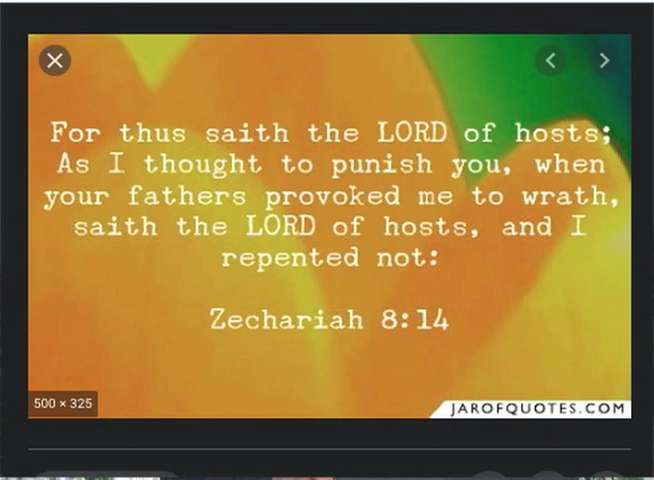 For thus saith the LORD of hosts;
As I thought to punish you, when
your fathers provoked me to wrath,
saith the LORD of hosts, and I
repented not:
Zechariah 8:14
500 × 325
JAROFQUOTES.COM